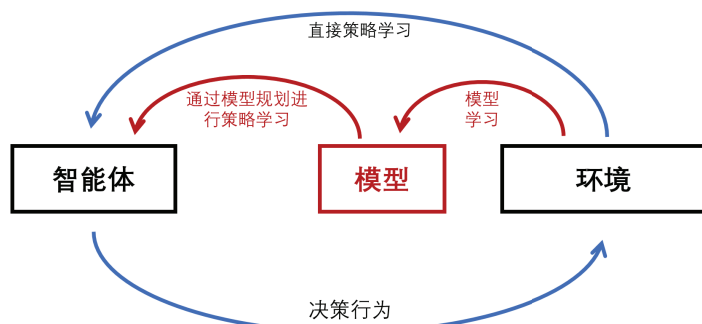 直接策略学习
通过模型规划进
行策略学习
模型
学习
智能体
模型
环境
决策行为